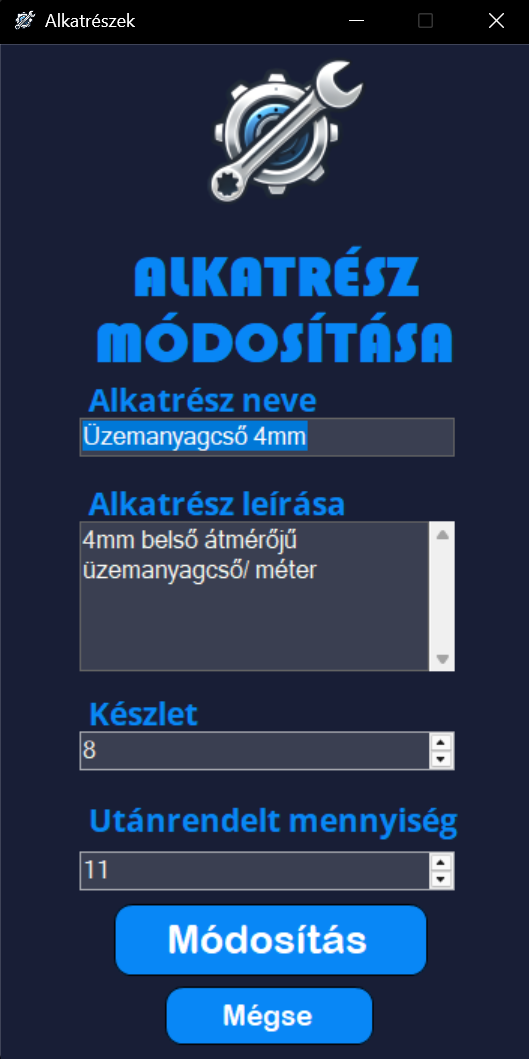 Alkatrészek
ALKATRÉSZ
MÓDOSÍTÁSA
Alkatrész neve
Üzemanyagcső 4mm
Alkatrész leírása
4mm belső átmérőjű
üzemanyagcső/ méter
Készlet
8
Utánrendelt mennyiség
11
Módosítás
Mégse